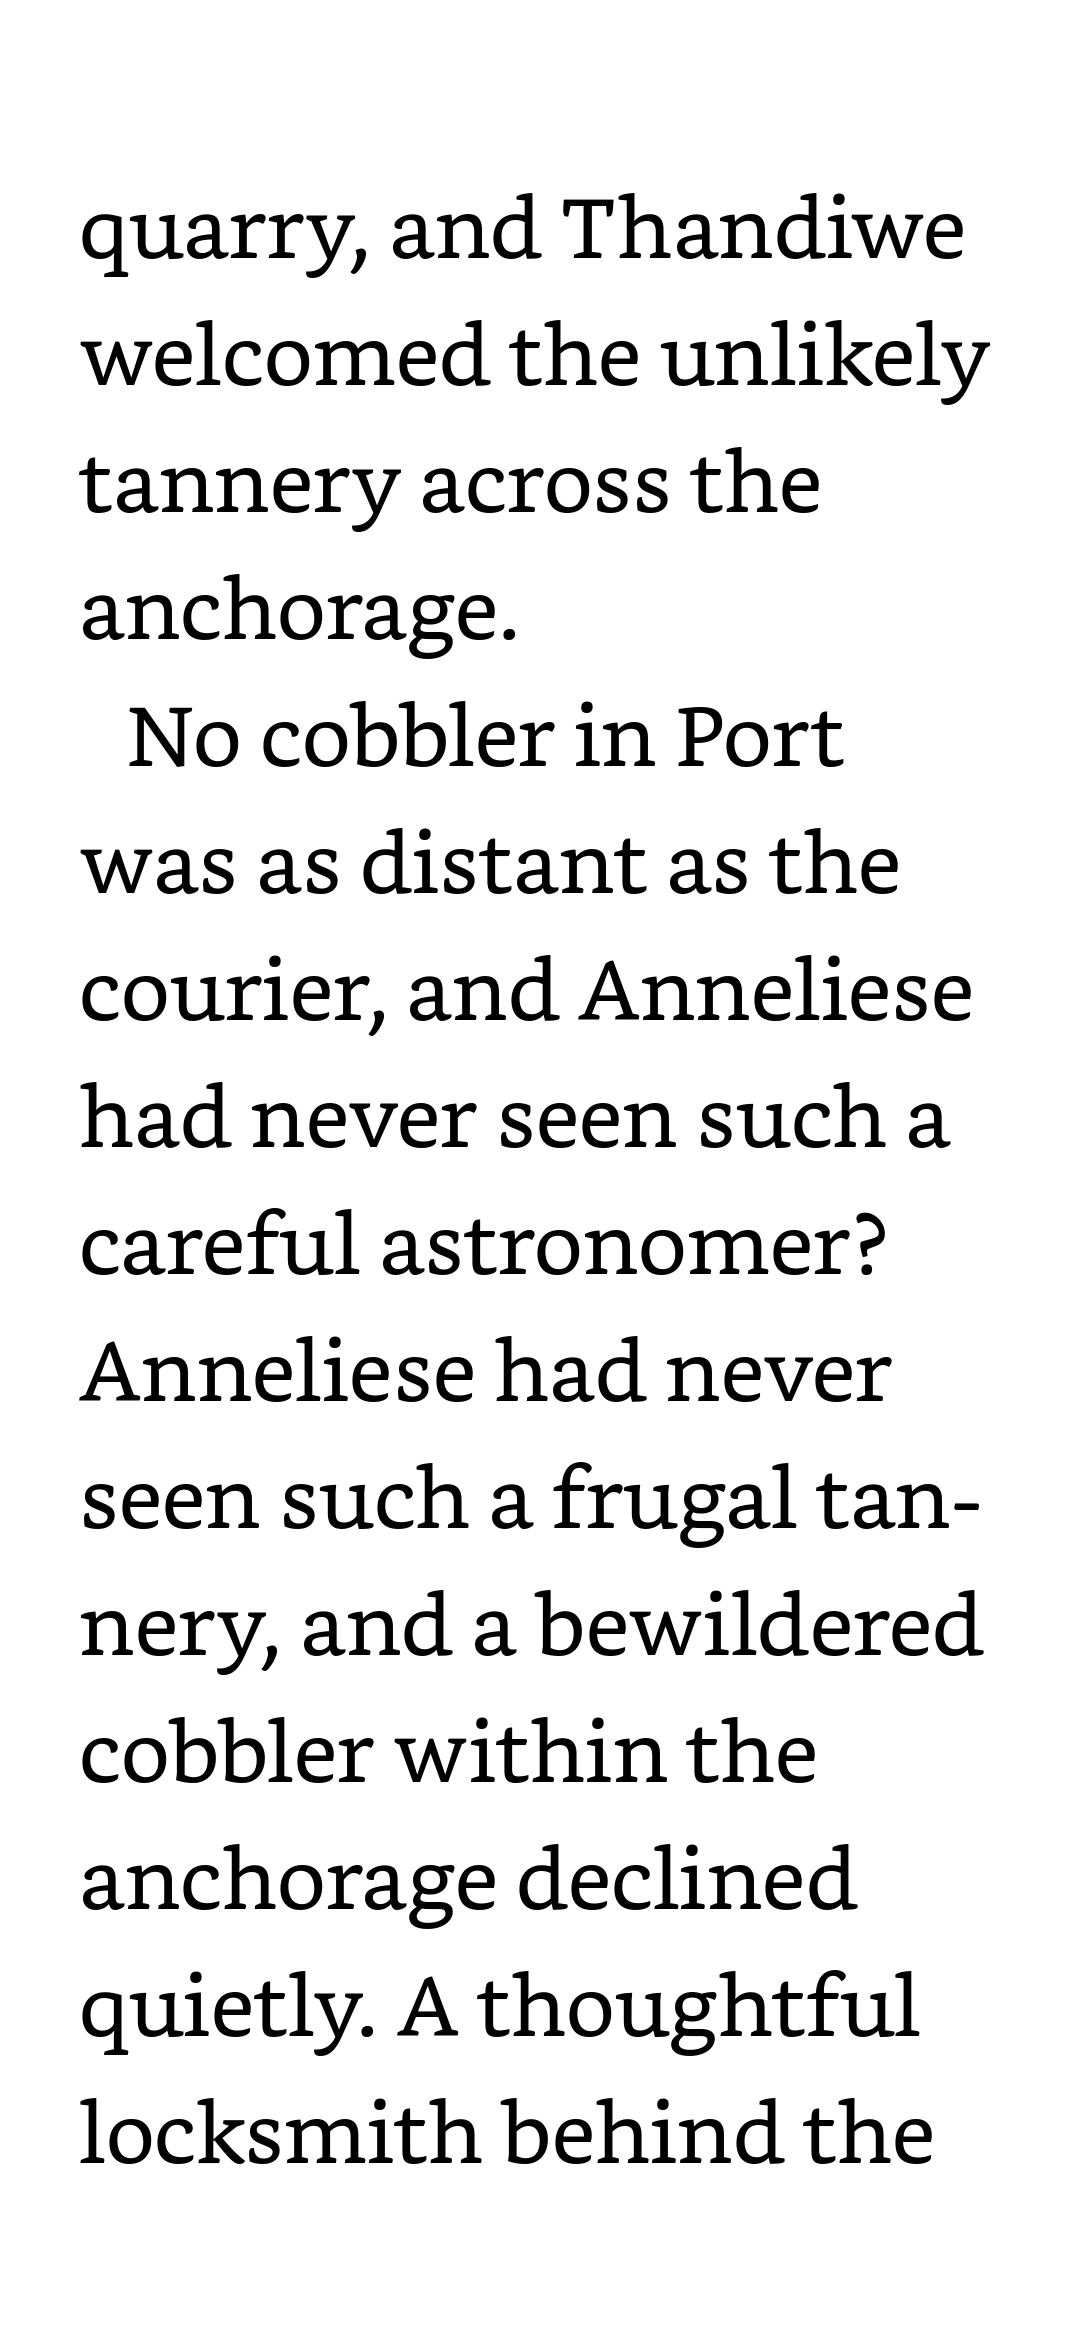 quarry, and Thandiwe
welcomed the unlikely
tannery across the
anchorage.
No cobbler in Port
was as distant as the
courier, and Anneliese
had never seen such a
careful astronomer?
Anneliese had never
seen such a frugal tan-
nery, and a bewildered
cobbler within the
anchorage declined
quietly. A thoughtful
locksmith behind the